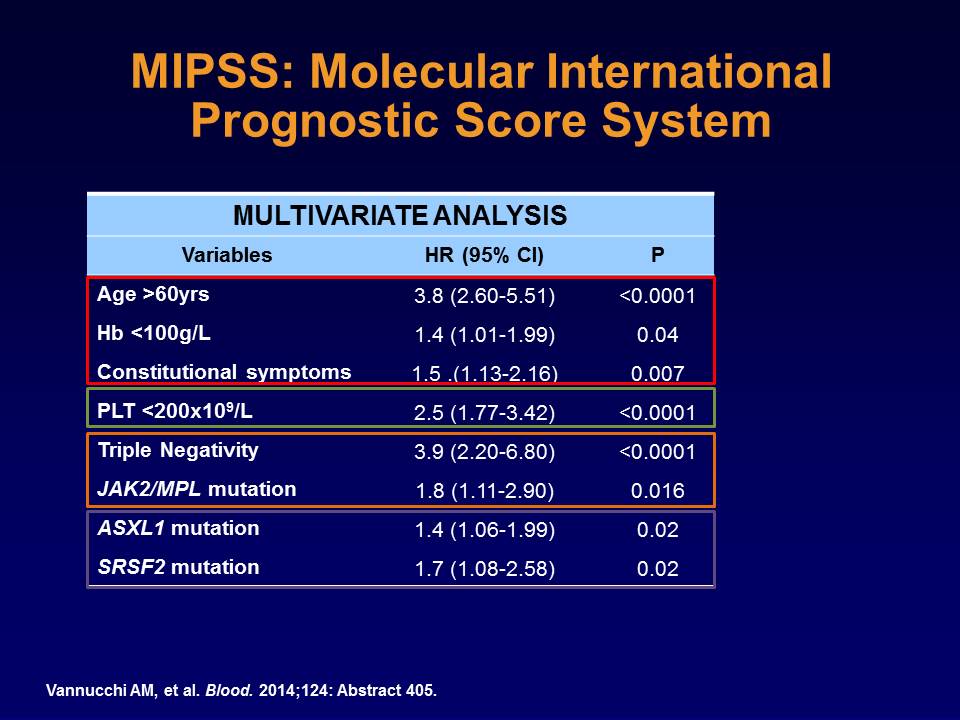 MIPSS: Molecular International
Prognostic Score System
MULTIVARIATE ANALYSIS
Variables HR (95% CI) P
Age >60yrs 3.8 (2.60-5.51) <0.0001
Hb <100g/L 1.4 (1.01-1.99) 0.04
Constitutional symptoms 1.5 .(1.13-2.16) 0.007
PLT <200x10⁹/L 2.5 (1.77-3.42) <0.0001
Triple Negativity 3.9 (2.20-6.80) <0.0001
JAK2/MPL mutation 1.8 (1.11-2.90) 0.016
ASXL1 mutation 1.4 (1.06-1.99) 0.02
SRSF2 mutation 1.7 (1.08-2.58) 0.02
Vannucchi AM, et al. Blood. 2014;124: Abstract 405.